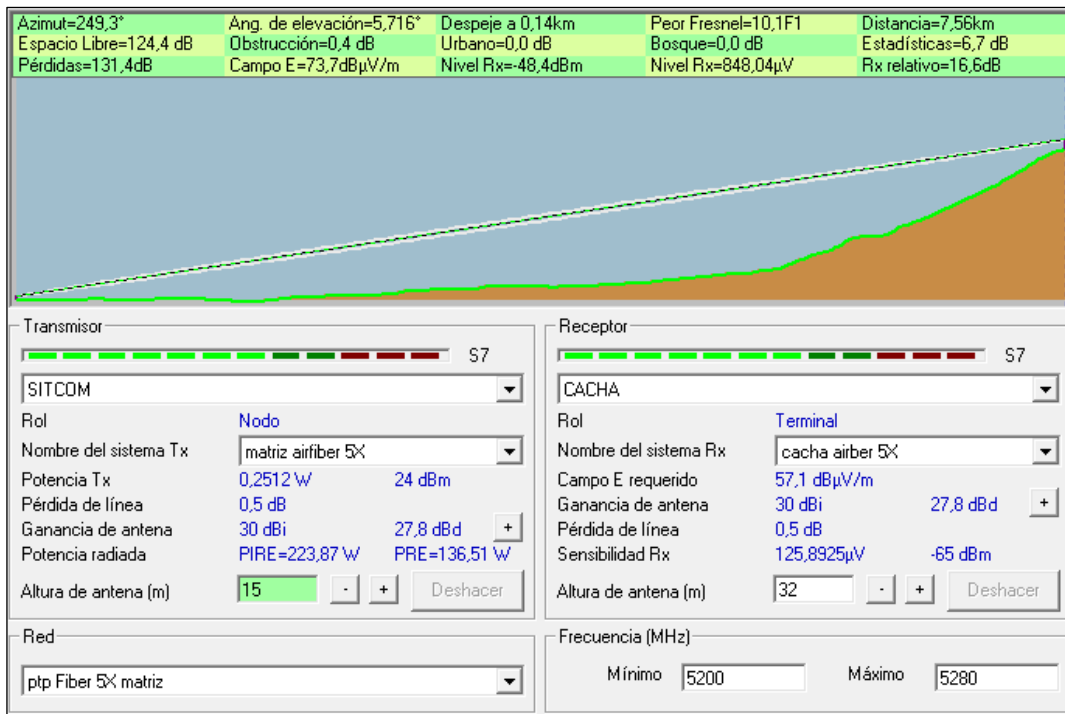 Azimut=249,3° Ang. de elevación=5,716° Despeje a 0,14km Peor Fresnel=10,1F1 Distancia=7,56km
Espacio Libre=124,4 dB Obstrucción=0,4 dB Urbano=0,0 dB Bosque=0,0 dB Estadísticas=6,7 dB
Pérdidas=131,4dB Campo E=73,7dBμV/m Nivel Rx=-48,4dBm Nivel Rx=848,04μV Rx relativo=16,6dB
Transmisor
S7
SITCOM
Rol Nodo
Nombre del sistema Tx matriz airfiber 5X
Potencia Tx 0,2512 W 24 dBm
Pérdida de línea 0,5 dB
Ganancia de antena 30 dBi 27,8 dBd +
Potencia radiada PIRE=223,87 W PRE=136,51 W
Altura de antena (m) 15 - + Deshacer
Receptor
S7
CACHA
Rol Terminal
Nombre del sistema Rx cacha airber 5X
Campo E requerido 57,1 dBμV/m
Ganancia de antena 30 dBi 27,8 dBd +
Pérdida de línea 0,5 dB
Sensibilidad Rx 125,8925μV -65 dBm
Altura de antena (m) 32 - + Deshacer
Red
ptp Fiber 5X matriz
Frecuencia (MHz)
Mínimo 5200 Máximo 5280